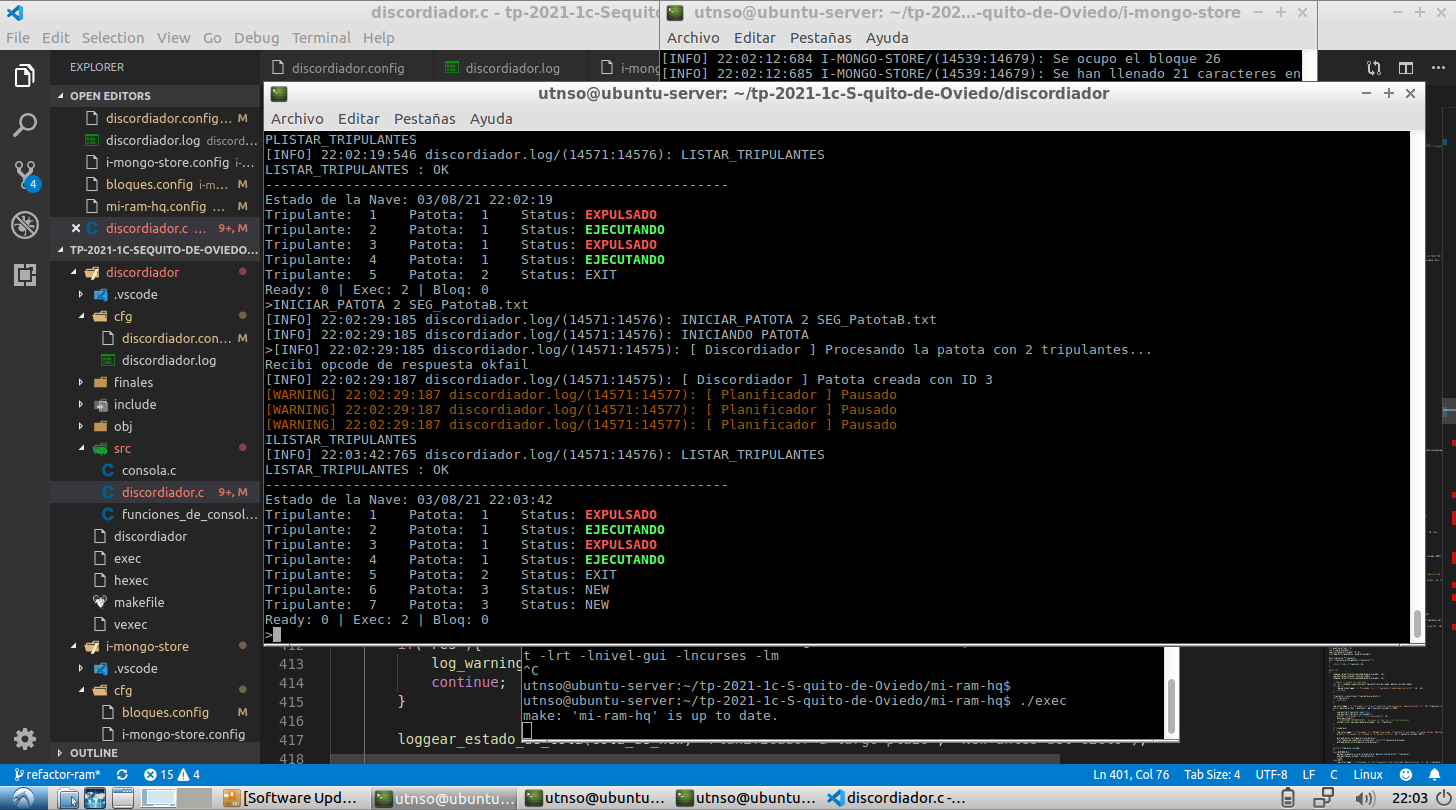 discordiador.c - tp-2021-1c-Sequito
utnso@ubuntu-server: ~/tp-202...-quito-de-Oviedo/i-mongo-store
File Edit Selection View Go Debug Terminal Help
Archivo Editar Pestañas Ayuda
[INFO] 22:02:12:684 I-MONGO-STORE/(14539:14679): Se ocupo el bloque 26
[INFO] 22:02:12:685 I-MONGO-STORE/(14539:14679): Se han llenado 21 caracteres en
EXPLORER
discordiador.config
discordiador.log
i-mong
OPEN EDITORS
discordiador.config... M
discordiador.log discord...
i-mongo-store.config i-...
bloques.config i-m... M
mi-ram-hq.config ... M
discordiador.c ... 9+, M
4
TP-2021-1C-SEQUITO-DE-OVIEDO...
discordiador
.vscode
cfg
discordiador.con... M
discordiador.log
finales
include
obj
src
consola.c
discordiador.c 9+, M
funciones_de_consol...
discordiador
exec
hexec
makefile
vexec
i-mongo-store
.vscode
cfg
bloques.config M
i-mongo-store.config
OUTLINE
utnso@ubuntu-server: ~/tp-2021-1c-S-quito-de-Oviedo/discordiador
Archivo Editar Pestañas Ayuda
PLISTAR_TRIPULANTES
[INFO] 22:02:19:546 discordiador.log/(14571:14576): LISTAR_TRIPULANTES
LISTAR_TRIPULANTES : OK
----------------------------------------------------------
Estado de la Nave: 03/08/21 22:02:19
Tripulante: 1 Patota: 1 Status: EXPULSADO
Tripulante: 2 Patota: 1 Status: EJECUTANDO
Tripulante: 3 Patota: 1 Status: EXPULSADO
Tripulante: 4 Patota: 1 Status: EJECUTANDO
Tripulante: 5 Patota: 2 Status: EXIT
Ready: 0 | Exec: 2 | Bloq: 0
>INICIAR_PATOTA 2 SEG_PatotaB.txt
[INFO] 22:02:29:185 discordiador.log/(14571:14576): INICIAR_PATOTA 2 SEG_PatotaB.txt
[INFO] 22:02:29:185 discordiador.log/(14571:14576): INICIANDO PATOTA
>[INFO] 22:02:29:185 discordiador.log/(14571:14575): [ Discordiador ] Procesando la patota con 2 tripulantes...
Recibi opcode de respuesta okfail
[INFO] 22:02:29:187 discordiador.log/(14571:14575): [ Discordiador ] Patota creada con ID 3
[WARNING] 22:02:29:187 discordiador.log/(14571:14577): [ Planificador ] Pausado
[WARNING] 22:02:29:187 discordiador.log/(14571:14577): [ Planificador ] Pausado
[WARNING] 22:02:29:187 discordiador.log/(14571:14577): [ Planificador ] Pausado
ILISTAR_TRIPULANTES
[INFO] 22:03:42:765 discordiador.log/(14571:14576): LISTAR_TRIPULANTES
LISTAR_TRIPULANTES : OK
----------------------------------------------------------
Estado de la Nave: 03/08/21 22:03:42
Tripulante: 1 Patota: 1 Status: EXPULSADO
Tripulante: 2 Patota: 1 Status: EJECUTANDO
Tripulante: 3 Patota: 1 Status: EXPULSADO
Tripulante: 4 Patota: 1 Status: EJECUTANDO
Tripulante: 5 Patota: 2 Status: EXIT
Tripulante: 6 Patota: 3 Status: NEW
Tripulante: 7 Patota: 3 Status: NEW
Ready: 0 | Exec: 2 | Bloq: 0
>
413 log_warning
414 continue;
415 }
416
417 loggear_estado_
418
t -lrt -lnivel-gui -lncurses -lm
^C
utnso@ubuntu-server:~/tp-2021-1c-S-quito-de-Oviedo/mi-ram-hq$
utnso@ubuntu-server:~/tp-2021-1c-S-quito-de-Oviedo/mi-ram-hq$ ./exec
make: 'mi-ram-hq' is up to date.
refactor-ram* 15 4 Ln 401, Col 76 Tab Size: 4 UTF-8 LF C Linux
[Software Upd... utnso@ubuntu... utnso@ubuntu... utnso@ubuntu... discordiador.c -... 22:03